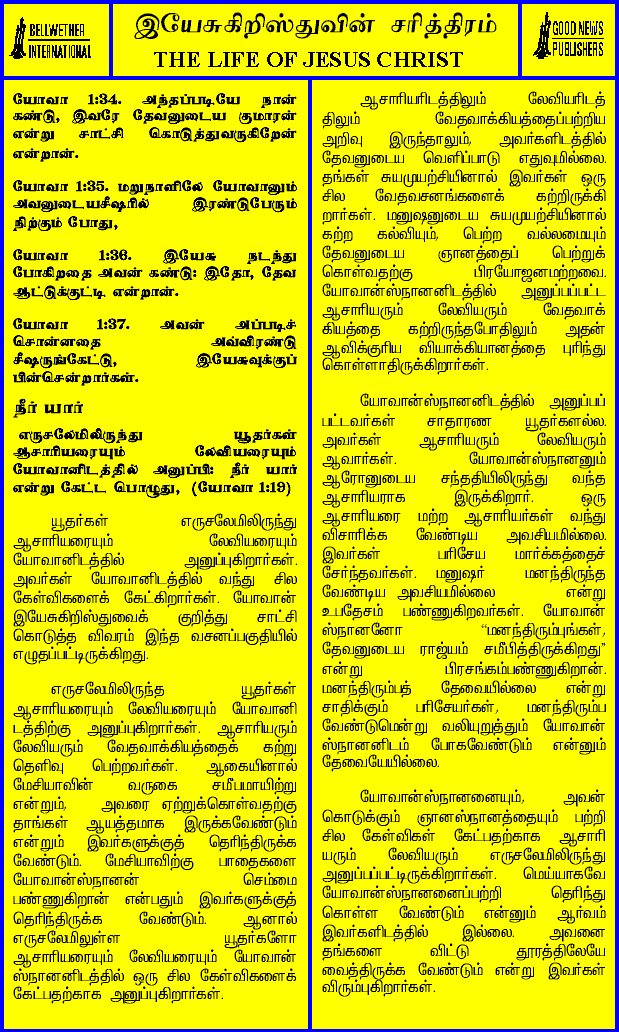 BELLWETHER
INTERNATIONAL
இயேசுகிறிஸ்துவின் சரித்திரம்
THE LIFE OF JESUS CHRIST
GOOD NEWS
PUBLISHERS
யோவா 1:34. அந்தப்படியே நான்
கண்டு, இவரே தேவனுடைய குமாரன்
என்று சாட்சி கொடுத்துவருகிறேன்
என்றான்.
யோவா 1:35. மறுநாளிலே யோவானும்
அவனுடையசீஷரில் இரண்டுபேரும்
நிற்கும் போது,
யோவா 1:36. இயேசு நடந்து
போகிறதை அவன் கண்டு: இதோ, தேவ
ஆட்டுக்குட்டி என்றான்.
யோவா 1:37. அவன் அப்படிச்
சொன்னதை அவ்விரண்டு
சீஷருங்கேட்டு, இயேசுவுக்குப்
பின்சென்றார்கள்.
நீர் யார்
எருசலேமிலிருந்து யூதர்கள்
ஆசாரியரையும் லேவியரையும்
யோவானிடத்தில் அனுப்பி: நீர் யார்
என்று கேட்ட பொழுது, (யோவா 1:19)
யூதர்கள் எருசலேமிலிருந்து
ஆசாரியரையும் லேவியரையும்
யோவானிடத்தில் அனுப்புகிறார்கள்.
அவர்கள் யோவானிடத்தில் வந்து சில
கேள்விகளைக் கேட்கிறார்கள். யோவான்
இயேசுகிறிஸ்துவைக் குறித்து சாட்சி
கொடுத்த விவரம் இந்த வசனப்பகுதியில்
எழுதப்பட்டிருக்கிறது.
எருசலேமிலிருந்த யூதர்கள்
ஆசாரியரையும் லேவியரையும் யோவானி
டத்திற்கு அனுப்புகிறார்கள். ஆசாரியரும்
லேவியரும் வேதவாக்கியத்தைக் கற்று
தெளிவு பெற்றவர்கள். ஆகையினால்
மேசியாவின் வருகை சமீபமாயிற்று
என்றும், அவரை ஏற்றுக்கொள்வதற்கு
தாங்கள் ஆயத்தமாக இருக்கவேண்டும்
என்றும் இவர்களுக்குத் தெரிந்திருக்க
வேண்டும். மேசியாவிற்கு பாதைகளை
யோவான்ஸ்நானன் செம்மை
பண்ணுகிறான் என்பதும் இவர்களுக்குத்
தெரிந்திருக்க வேண்டும். ஆனால்
எருசலேமிலுள்ள யூதர்களோ
ஆசாரியரையும் லேவியரையும் யோவான்
ஸ்நானனிடத்தில் ஒரு சில கேள்விகளைக்
கேட்பதற்காக அனுப்புகிறார்கள்.
ஆசாரியரிடத்திலும் லேவியரிடத்
திலும் வேதவாக்கியத்தைப்பற்றிய
அறிவு இருந்தாலும், அவர்களிடத்தில்
தேவனுடைய வெளிப்பாடு எதுவுமில்லை.
தங்கள் சுயமுயற்சியினால் இவர்கள் ஒரு
சில வேதவசனங்களைக் கற்றிருக்கி
றார்கள். மனுஷனுடைய சுயமுயற்சியினால்
கற்ற கல்வியும், பெற்ற வல்லமையும்
தேவனுடைய ஞானத்தைப் பெற்றுக்
கொள்வதற்கு பிரயோஜனமற்றவை.
யோவான்ஸ்நானனிடத்தில் அனுப்பப்பட்ட
ஆசாரியரும் லேவியரும் வேதவாக்
கியத்தை கற்றிருந்தபோதிலும் அதன்
ஆவிக்குரிய வியாக்கியானத்தை புரிந்து
கொள்ளாதிருக்கிறார்கள்.
யோவான்ஸ்நானனிடத்தில் அனுப்பப்
பட்டவர்கள் சாதாரண யூதர்களல்ல.
அவர்கள் ஆசாரியரும் லேவியரும்
ஆவார்கள். யோவான்ஸ்நானனும்
ஆரோனுடைய சந்ததியிலிருந்து வந்த
ஆசாரியராக இருக்கிறார். ஒரு
ஆசாரியரை மற்ற ஆசாரியர்கள் வந்து
விசாரிக்க வேண்டிய அவசியமில்லை.
இவர்கள் பரிசேய மார்க்கத்தைச்
சேர்ந்தவர்கள். மனுஷர் மனந்திருந்த
வேண்டிய அவசியமில்லை என்று
உபதேசம் பண்ணுகிறவர்கள். யோவான்
ஸ்நானனோ “மனந்திரும்புங்கள்,
தேவனுடைய ராஜ்யம் சமீபித்திருக்கிறது”
என்று பிரசங்கம்பண்ணுகிறான்.
மனந்திரும்பத் தேவையில்லை என்று
சாதிக்கும் பரிசேயர்கள், மனந்திரும்ப
வேண்டுமென்று வலியுறுத்தும் யோவான்
ஸ்நானனிடம் போகவேண்டும் என்னும்
தேவையேயில்லை.
யோவான்ஸ்நானனையும், அவன்
கொடுக்கும் ஞானஸ்நானத்தையும் பற்றி
சில கேள்விகள் கேட்பதற்காக ஆசாரி
யரும் லேவியரும் எருசலேமிலிருந்து
அனுப்பப்பட்டிருக்கிறார்கள். மெய்யாகவே
யோவான்ஸ்நானனைப்பற்றி தெரிந்து
கொள்ள வேண்டும் என்னும் ஆர்வம்
இவர்களிடத்தில் இல்லை. அவனை
தங்களை விட்டு தூரத்திலேயே
வைத்திருக்க வேண்டும் என்று இவர்கள்
விரும்புகிறார்கள்.